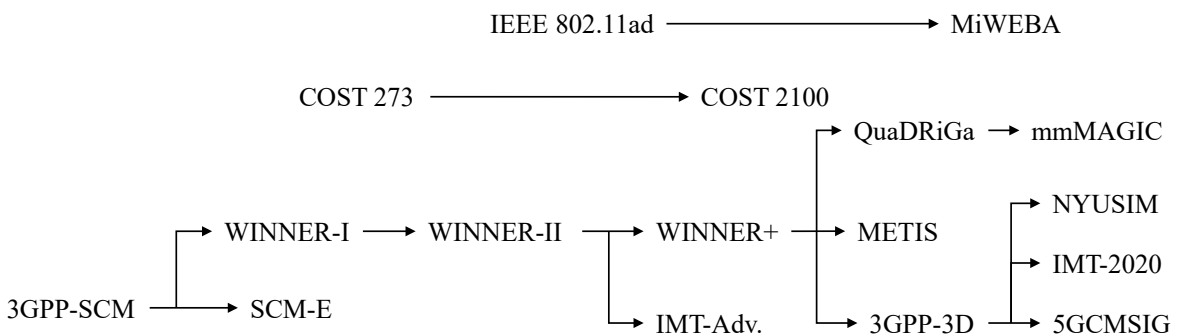 IEEE 802.11ad MiWEBA
COST 273 COST 2100
QuaDRiGa mmMAGIC
NYUSIM
WINNER-I WINNER-II WINNER+ METIS
IMT-2020
3GPP-SCM SCM-E IMT-Adv. 3GPP-3D 5GCMSIG